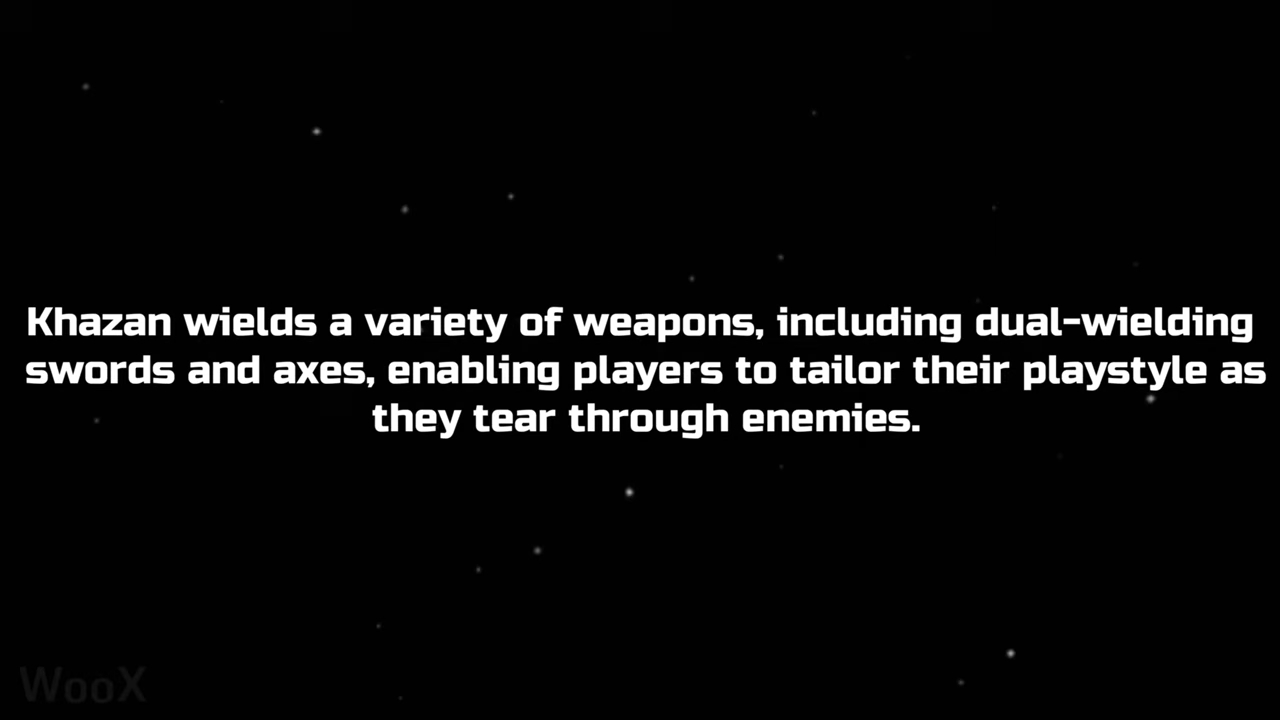 Khazan wields a variety of weapons, including dual-wielding
swords and axes, enabling players to tailor their playstyle as
they tear through enemies.
WooX